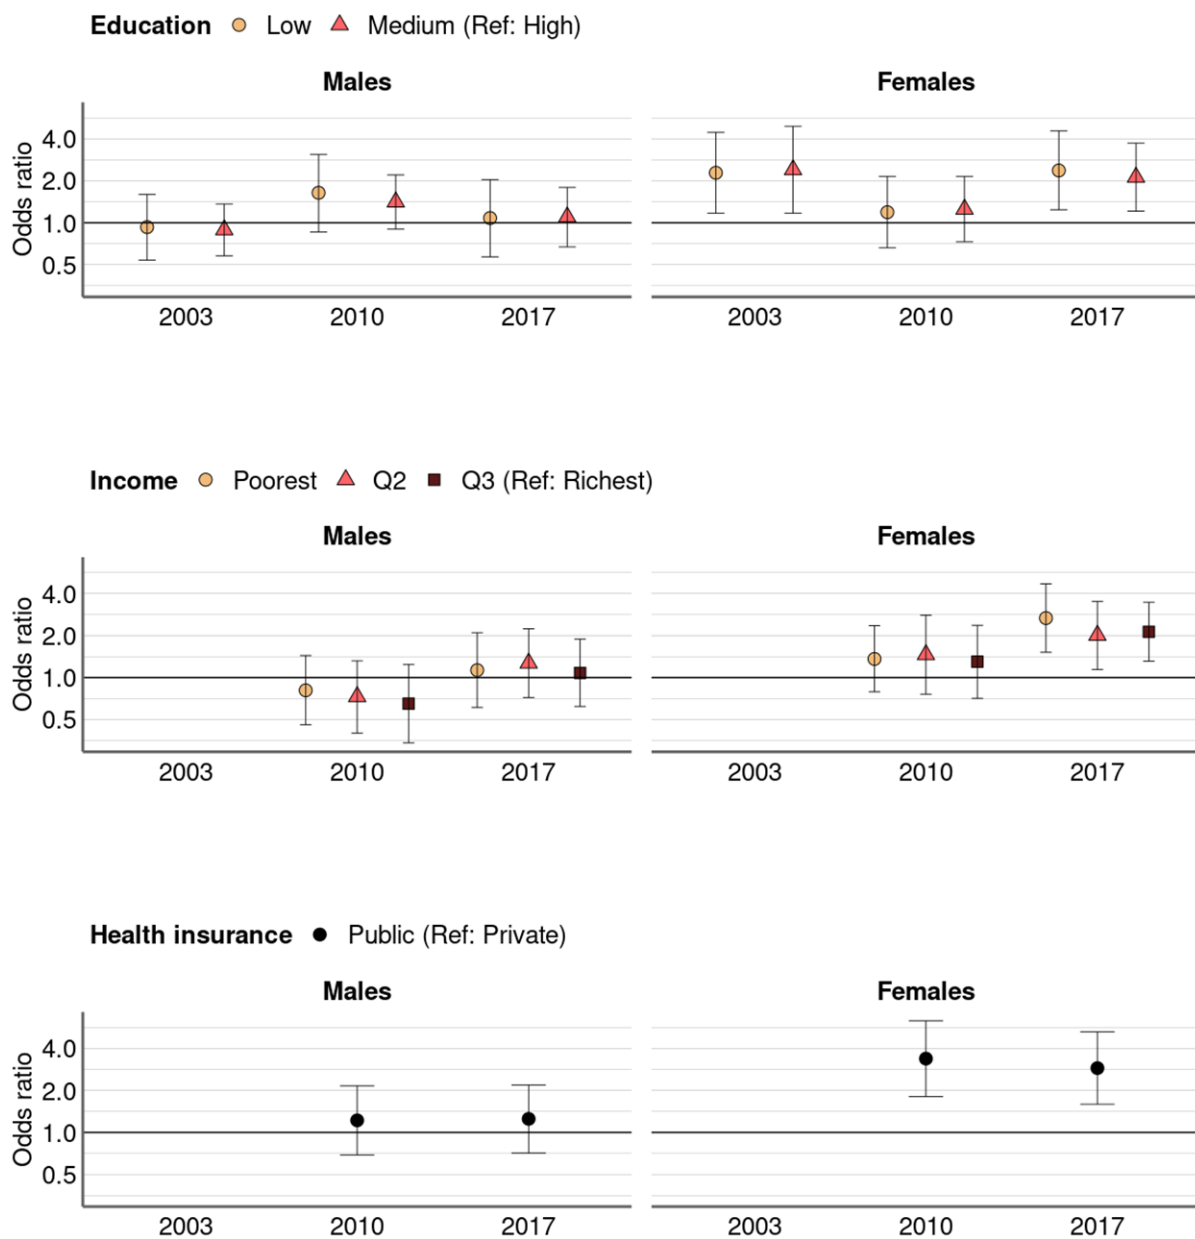 Education Low Medium (Ref: High)
Males Females
Odds ratio
4.0
2.0
1.0
0.5
2003 2010 2017 2003 2010 2017
Income Poorest Q2 Q3 (Ref: Richest)
Males Females
Odds ratio
4.0
2.0
1.0
0.5
2003 2010 2017 2003 2010 2017
Health insurance Public (Ref: Private)
Males Females
Odds ratio
4.0
2.0
1.0
0.5
2003 2010 2017 2003 2010 2017